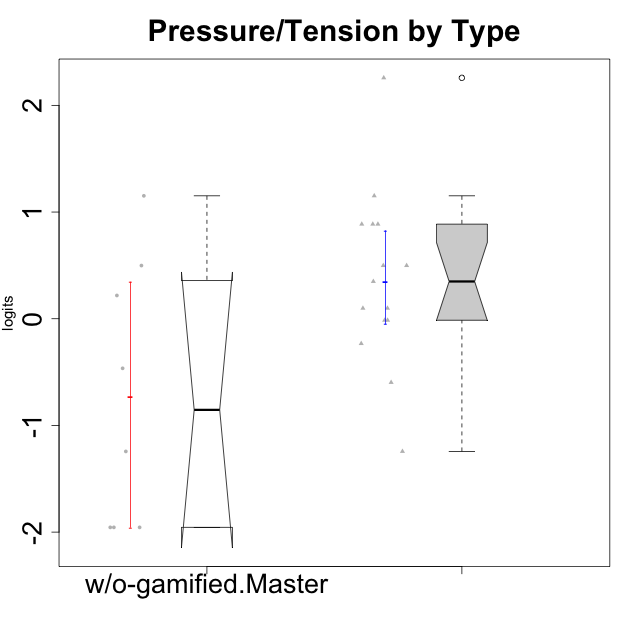 Pressure/Tension by Type
2
1
0
-1
-2
logits
w/o-gamified.Master